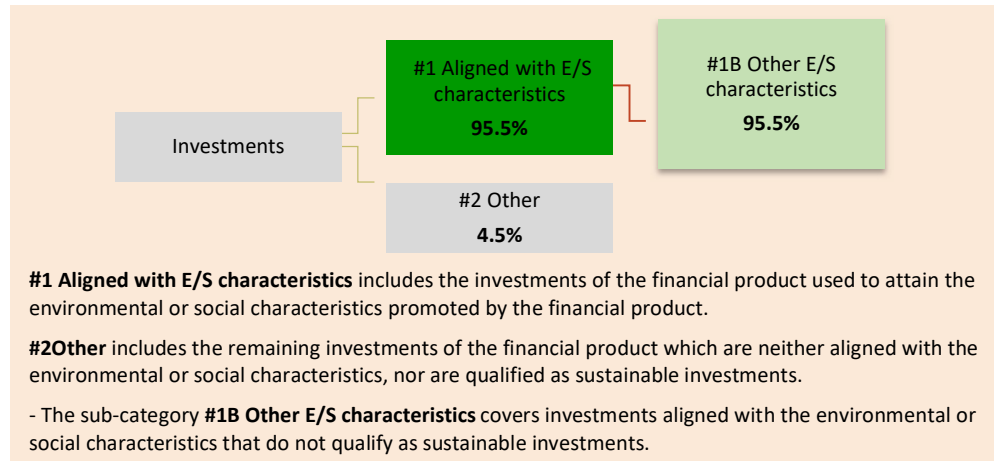 #1 Aligned with E/S
characteristics
95.5%
#1B Other E/S
characteristics
95.5%
Investments
#2 Other
4.5%
#1 Aligned with E/S characteristics includes the investments of the financial product used to attain the
environmental or social characteristics promoted by the financial product.
#2Other includes the remaining investments of the financial product which are neither aligned with the
environmental or social characteristics, nor are qualified as sustainable investments.
- The sub-category #1B Other E/S characteristics covers investments aligned with the environmental or
social characteristics that do not qualify as sustainable investments.